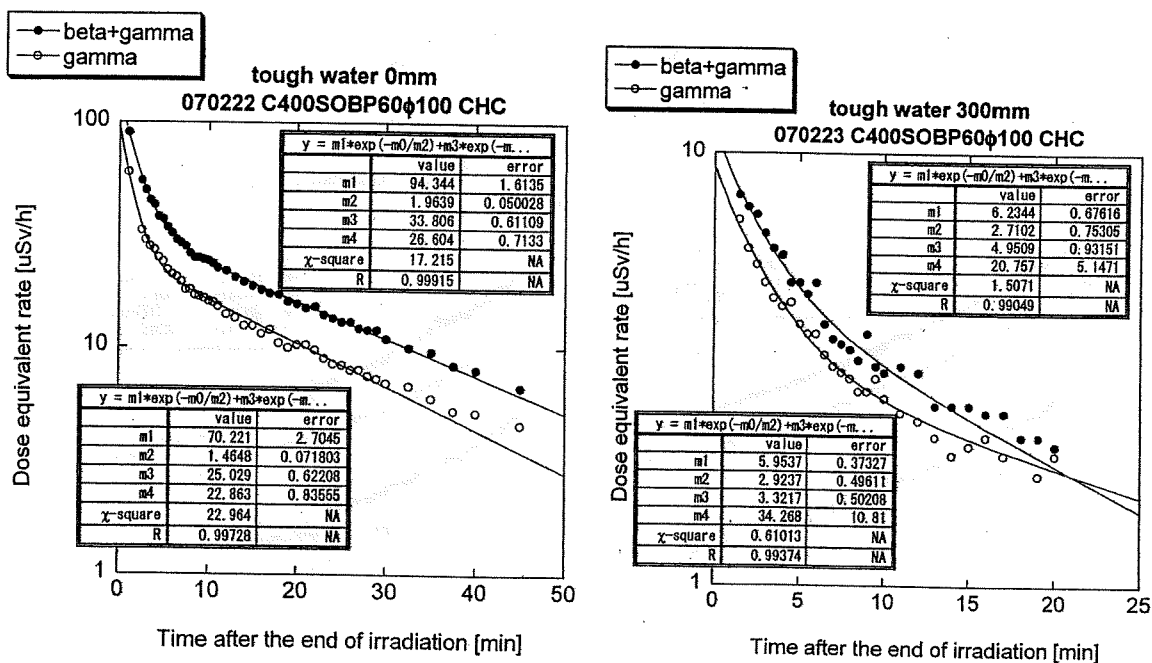 beta+gamma
gamma
tough water 0mm
070222 C400SOBP60ϕ100 CHC
100
10
1
Dose equivalent rate [uSv/h]
y = m1*exp(-m0/m2)+m3*exp(-m...
value error
m1 94.344 1.6135
m2 1.9639 0.050028
m3 33.806 0.61109
m4 26.604 0.7133
χ-square 17.215 NA
R 0.99915 NA
y = m1*exp(-m0/m2)+m3*exp(-m...
value error
m1 70.221 2.7045
m2 1.4648 0.071803
m3 25.029 0.62208
m4 22.863 0.83555
χ-square 22.964 NA
R 0.99728 NA
0 10 20 30 40 50
Time after the end of irradiation [min]
beta+gamma
gamma
tough water 300mm
070223 C400SOBP60ϕ100 CHC
10
1
Dose equivalent rate [uSv/h]
y = m1*exp(-m0/m2)+m3*exp(-m...
value error
m1 6.2344 0.67616
m2 2.7102 0.75305
m3 4.9509 0.93151
m4 20.757 5.1471
χ-square 1.5071 NA
R 0.99049 NA
y = m1*exp(-m0/m2)+m3*exp(-m...
value error
m1 5.9537 0.37327
m2 2.9237 0.49611
m3 3.3217 0.50208
m4 34.268 10.81
χ-square 0.61013 NA
R 0.99374 NA
0 5 10 15 20 25
Time after the end of irradiation [min]